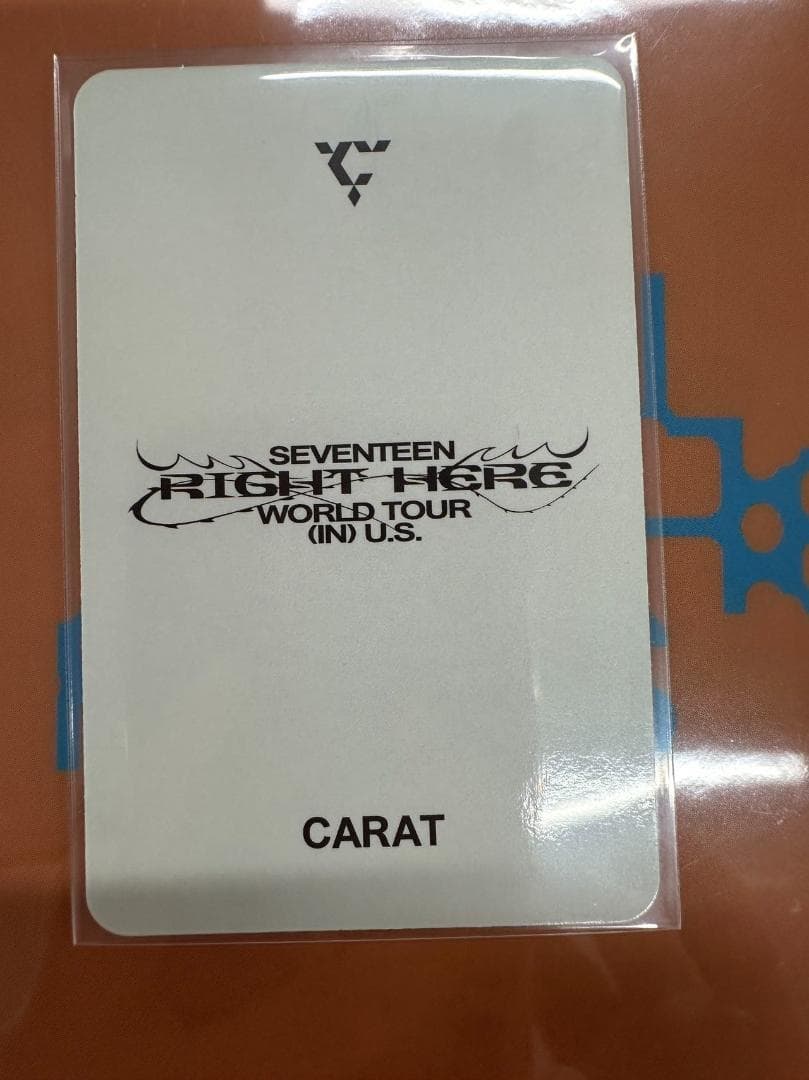 SEVENTEEN
RIGHT HERE
WORLD TOUR
(IN) U.S.
CARAT